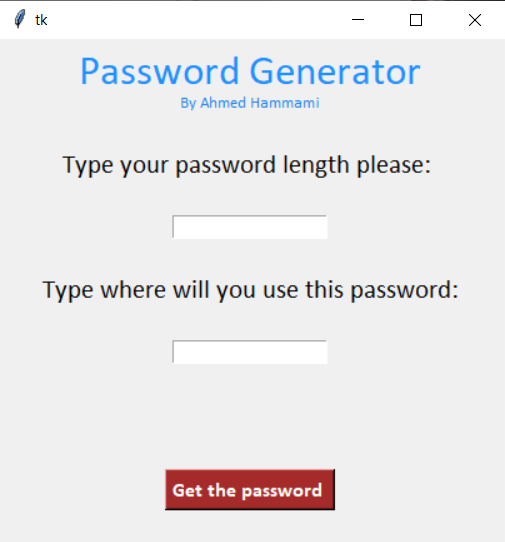 tk
Password Generator
By Ahmed Hammami
Type your password length please:
Type where will you use this password:
Get the password